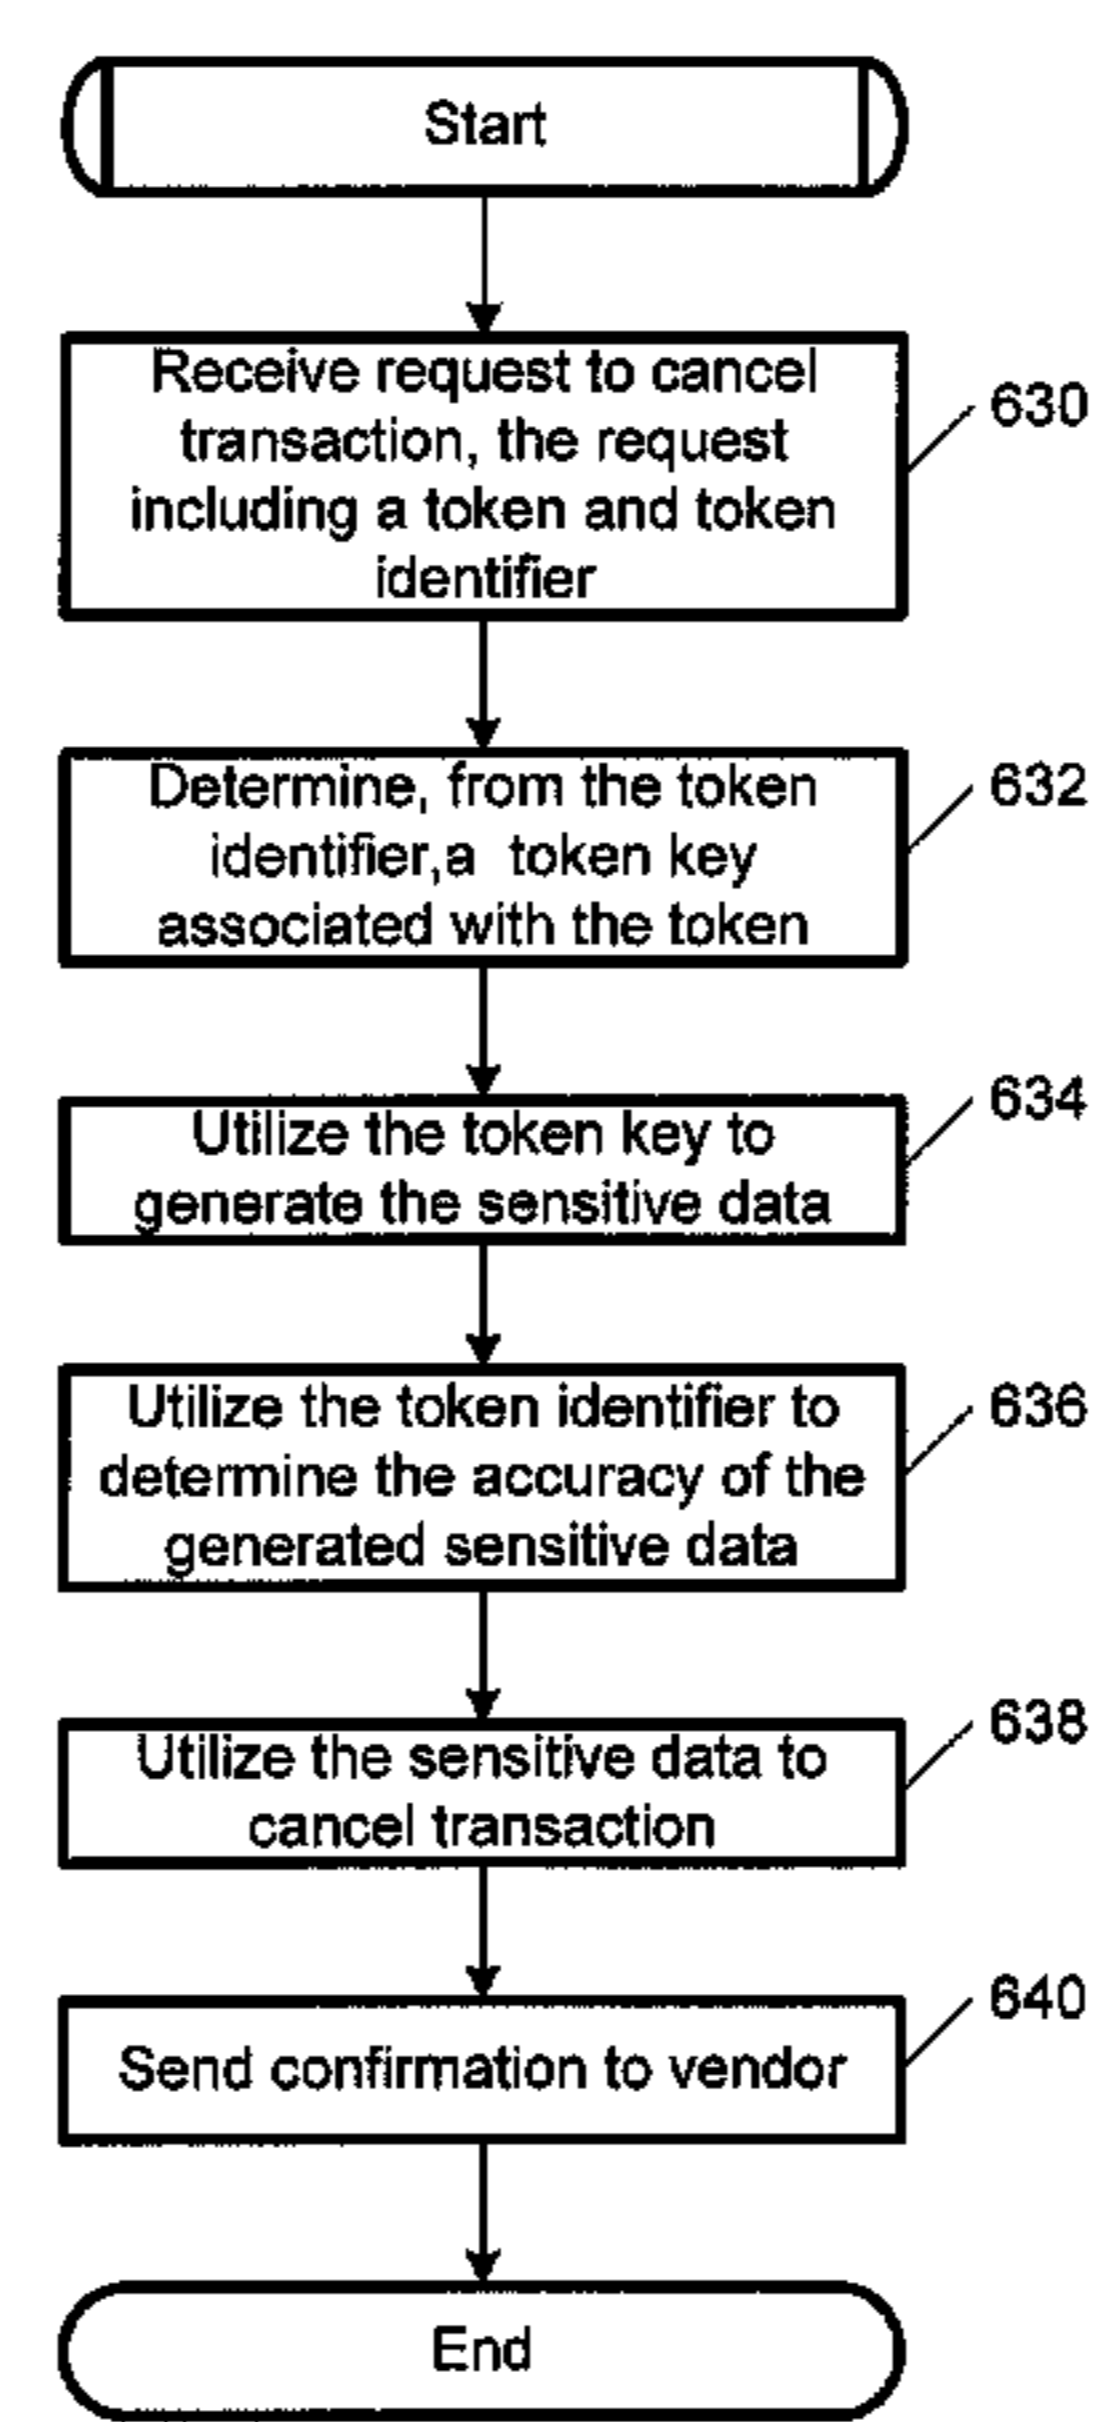 Start
Receive request to cancel
transaction, the request
including a token and token
identifier
630
Determine, from the token
identifier,a  token key
associated with the token
632
Utilize the token key to
generate the sensitive data
634
Utilize the token identifier to
determine the accuracy of the
generated sensitive data
636
Utilize the sensitive data to
cancel transaction
638
Send confirmation to vendor
640
End